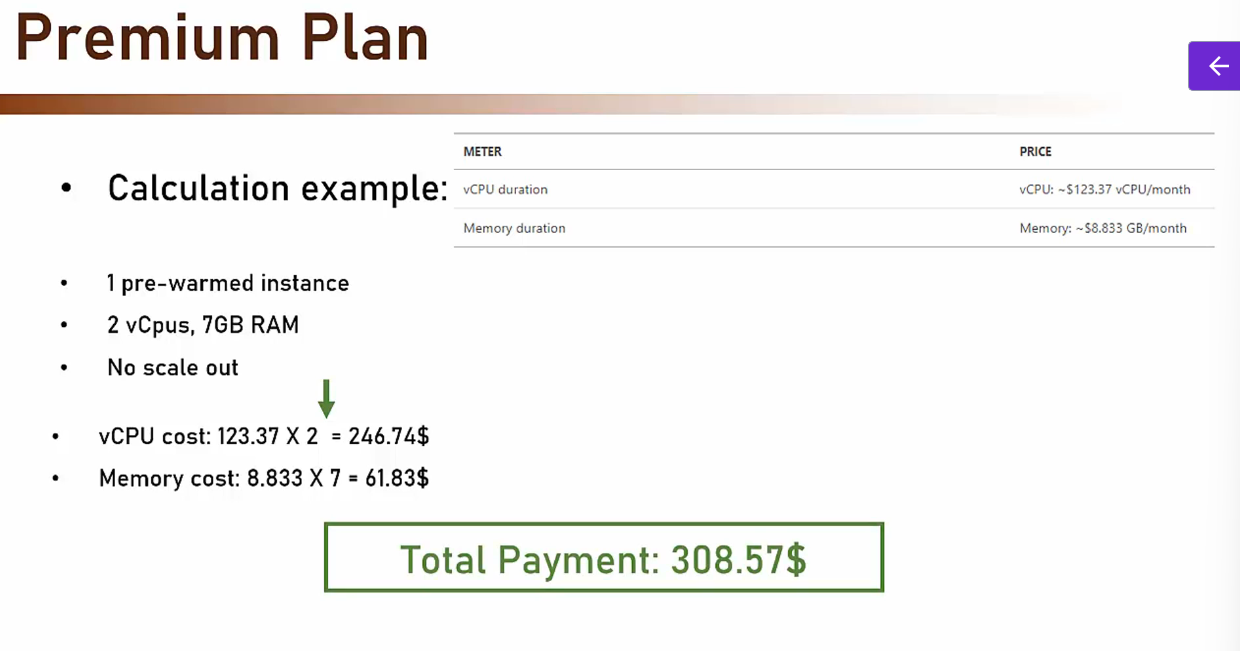 Premium Plan
• Calculation example:
METER PRICE
vCPU duration vCPU: ~$123.37 vCPU/month
Memory duration Memory: ~$8.833 GB/month
• 1 pre-warmed instance
• 2 vCpus, 7GB RAM
• No scale out
• vCPU cost: 123.37 X 2 = 246.74$
• Memory cost: 8.833 X 7 = 61.83$
Total Payment: 308.57$